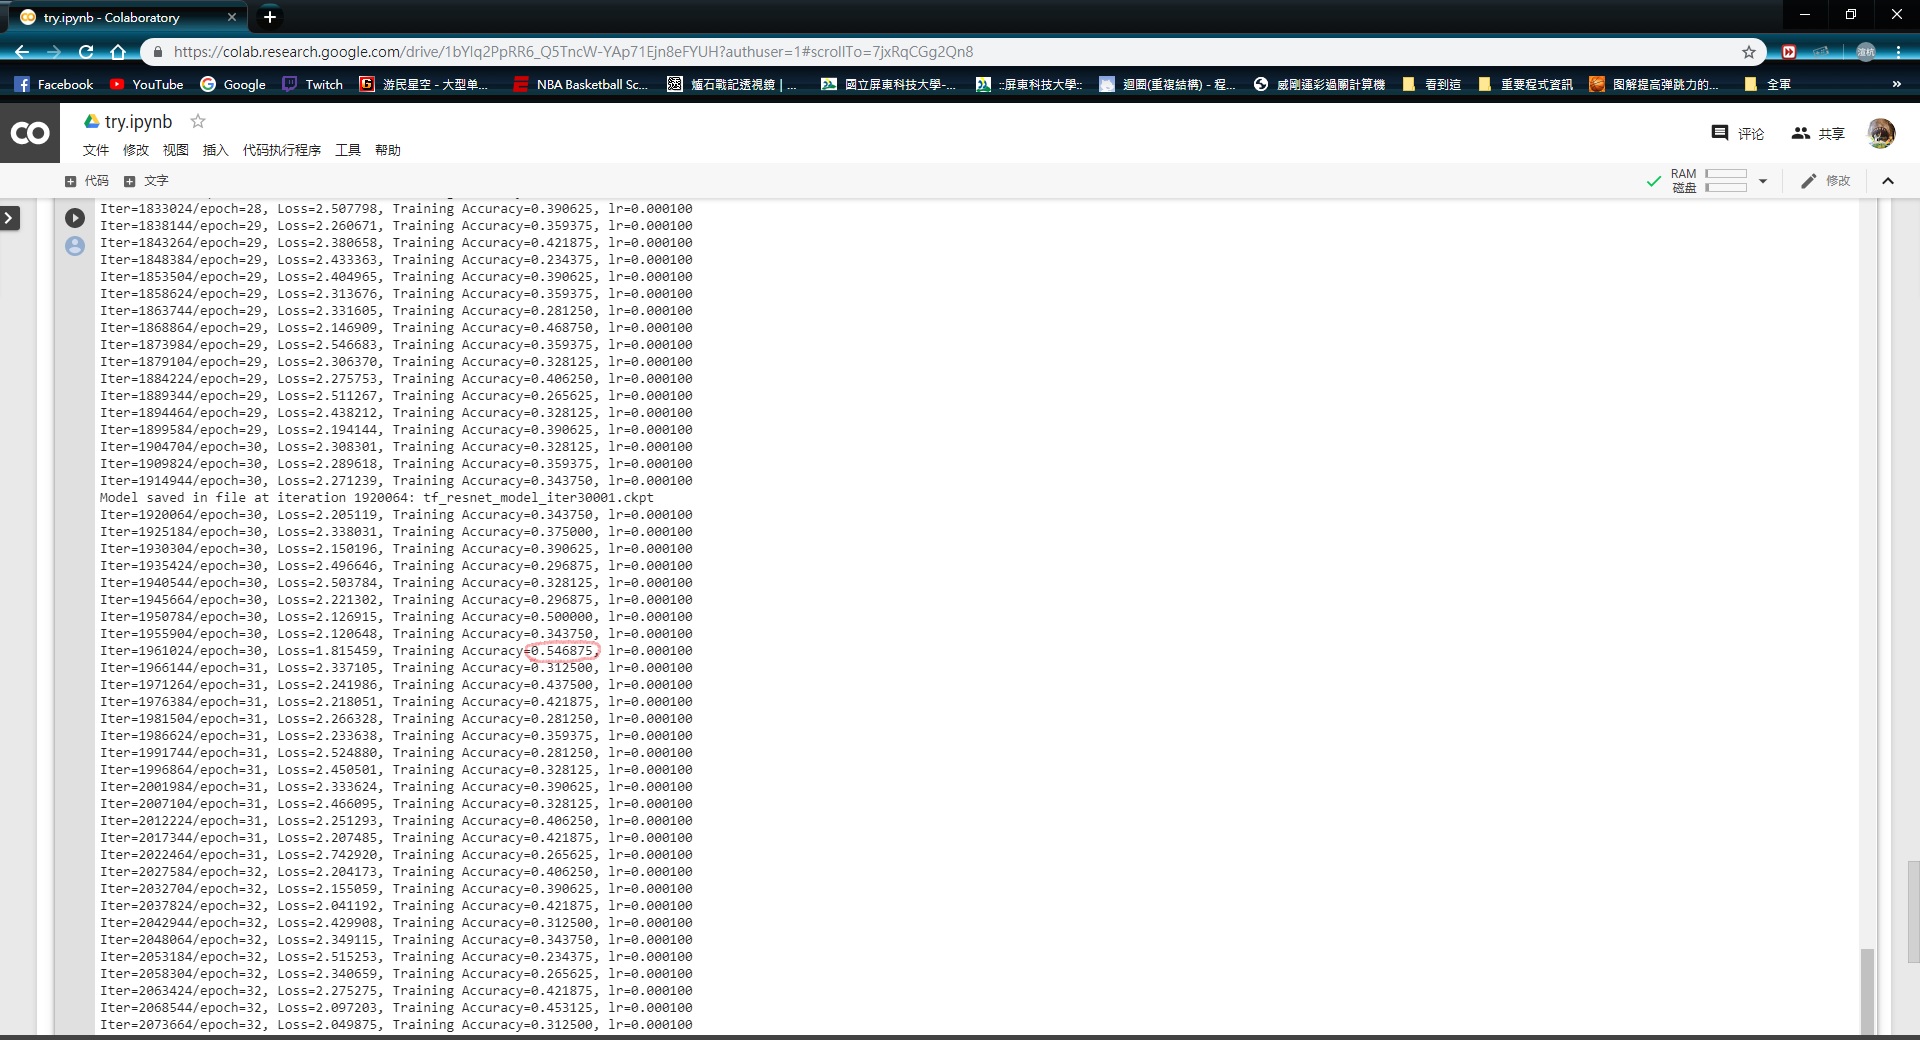 try.ipynb - Colaboratory
https://colab.research.google.com/drive/1bYlq2PpRR6_Q5TncW-YAp71Ejn8eFYUH?authuser=1#scrollTo=7jxRqCGg2Qn8
Facebook YouTube Google Twitch 游民星空 - 大型单... NBA Basketball Sc... 爐石戰記透視鏡 | ... 國立屏東科技大學-... ::屏東科技大學:: 迴圈(重複結構) - 程... 威剛運彩過關計算機 看到這 重要程式資訊 图解提高弹跳力的... 全軍 »
CO try.ipynb
评论 共享
文件 修改 视图 插入 代码执行程序 工具 帮助
代码 文字 RAM 磁盘 修改
Iter=1833024/epoch=28, Loss=2.507798, Training Accuracy=0.390625, lr=0.000100
Iter=1838144/epoch=29, Loss=2.260671, Training Accuracy=0.359375, lr=0.000100
Iter=1843264/epoch=29, Loss=2.380658, Training Accuracy=0.421875, lr=0.000100
Iter=1848384/epoch=29, Loss=2.433363, Training Accuracy=0.234375, lr=0.000100
Iter=1853504/epoch=29, Loss=2.404965, Training Accuracy=0.390625, lr=0.000100
Iter=1858624/epoch=29, Loss=2.313676, Training Accuracy=0.359375, lr=0.000100
Iter=1863744/epoch=29, Loss=2.331605, Training Accuracy=0.281250, lr=0.000100
Iter=1868864/epoch=29, Loss=2.146909, Training Accuracy=0.468750, lr=0.000100
Iter=1873984/epoch=29, Loss=2.546683, Training Accuracy=0.359375, lr=0.000100
Iter=1879104/epoch=29, Loss=2.306370, Training Accuracy=0.328125, lr=0.000100
Iter=1884224/epoch=29, Loss=2.275753, Training Accuracy=0.406250, lr=0.000100
Iter=1889344/epoch=29, Loss=2.511267, Training Accuracy=0.265625, lr=0.000100
Iter=1894464/epoch=29, Loss=2.438212, Training Accuracy=0.328125, lr=0.000100
Iter=1899584/epoch=29, Loss=2.194144, Training Accuracy=0.390625, lr=0.000100
Iter=1904704/epoch=30, Loss=2.308301, Training Accuracy=0.328125, lr=0.000100
Iter=1909824/epoch=30, Loss=2.289618, Training Accuracy=0.359375, lr=0.000100
Iter=1914944/epoch=30, Loss=2.271239, Training Accuracy=0.343750, lr=0.000100
Model saved in file at iteration 1920064: tf_resnet_model_iter30001.ckpt
Iter=1920064/epoch=30, Loss=2.205119, Training Accuracy=0.343750, lr=0.000100
Iter=1925184/epoch=30, Loss=2.338031, Training Accuracy=0.375000, lr=0.000100
Iter=1930304/epoch=30, Loss=2.150196, Training Accuracy=0.390625, lr=0.000100
Iter=1935424/epoch=30, Loss=2.496646, Training Accuracy=0.296875, lr=0.000100
Iter=1940544/epoch=30, Loss=2.503784, Training Accuracy=0.328125, lr=0.000100
Iter=1945664/epoch=30, Loss=2.221302, Training Accuracy=0.296875, lr=0.000100
Iter=1950784/epoch=30, Loss=2.126915, Training Accuracy=0.500000, lr=0.000100
Iter=1955904/epoch=30, Loss=2.120648, Training Accuracy=0.343750, lr=0.000100
Iter=1961024/epoch=30, Loss=1.815459, Training Accuracy=0.546875, lr=0.000100
Iter=1966144/epoch=31, Loss=2.337105, Training Accuracy=0.312500, lr=0.000100
Iter=1971264/epoch=31, Loss=2.241986, Training Accuracy=0.437500, lr=0.000100
Iter=1976384/epoch=31, Loss=2.218051, Training Accuracy=0.421875, lr=0.000100
Iter=1981504/epoch=31, Loss=2.266328, Training Accuracy=0.281250, lr=0.000100
Iter=1986624/epoch=31, Loss=2.233638, Training Accuracy=0.359375, lr=0.000100
Iter=1991744/epoch=31, Loss=2.524880, Training Accuracy=0.281250, lr=0.000100
Iter=1996864/epoch=31, Loss=2.450501, Training Accuracy=0.328125, lr=0.000100
Iter=2001984/epoch=31, Loss=2.333624, Training Accuracy=0.390625, lr=0.000100
Iter=2007104/epoch=31, Loss=2.466095, Training Accuracy=0.328125, lr=0.000100
Iter=2012224/epoch=31, Loss=2.251293, Training Accuracy=0.406250, lr=0.000100
Iter=2017344/epoch=31, Loss=2.207485, Training Accuracy=0.421875, lr=0.000100
Iter=2022464/epoch=31, Loss=2.742920, Training Accuracy=0.265625, lr=0.000100
Iter=2027584/epoch=32, Loss=2.204173, Training Accuracy=0.406250, lr=0.000100
Iter=2032704/epoch=32, Loss=2.155059, Training Accuracy=0.390625, lr=0.000100
Iter=2037824/epoch=32, Loss=2.041192, Training Accuracy=0.421875, lr=0.000100
Iter=2042944/epoch=32, Loss=2.429908, Training Accuracy=0.312500, lr=0.000100
Iter=2048064/epoch=32, Loss=2.349115, Training Accuracy=0.343750, lr=0.000100
Iter=2053184/epoch=32, Loss=2.515253, Training Accuracy=0.234375, lr=0.000100
Iter=2058304/epoch=32, Loss=2.340659, Training Accuracy=0.265625, lr=0.000100
Iter=2063424/epoch=32, Loss=2.275275, Training Accuracy=0.421875, lr=0.000100
Iter=2068544/epoch=32, Loss=2.097203, Training Accuracy=0.453125, lr=0.000100
Iter=2073664/epoch=32, Loss=2.049875, Training Accuracy=0.312500, lr=0.000100